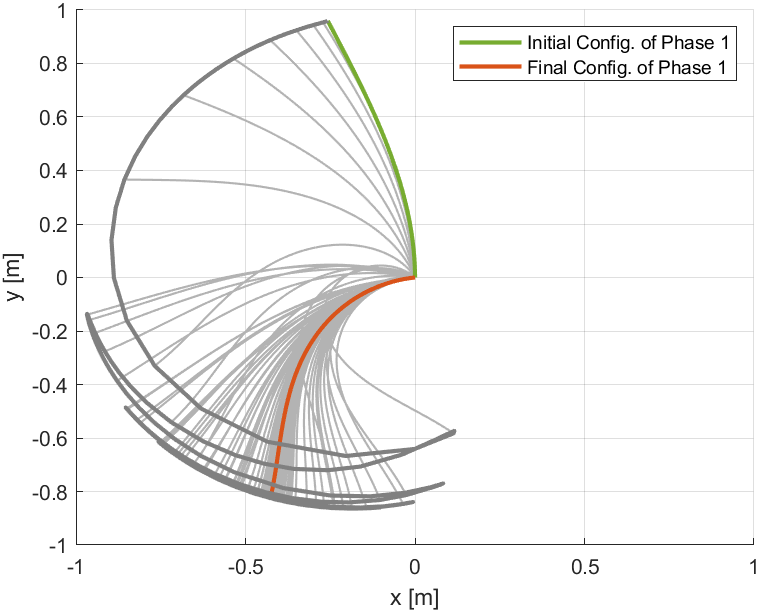 Initial Config. of Phase 1
Final Config. of Phase 1
1
0.8
0.6
0.4
0.2
0
-0.2
-0.4
-0.6
-0.8
-1
y [m]
-1 -0.5 0 0.5 1
x [m]